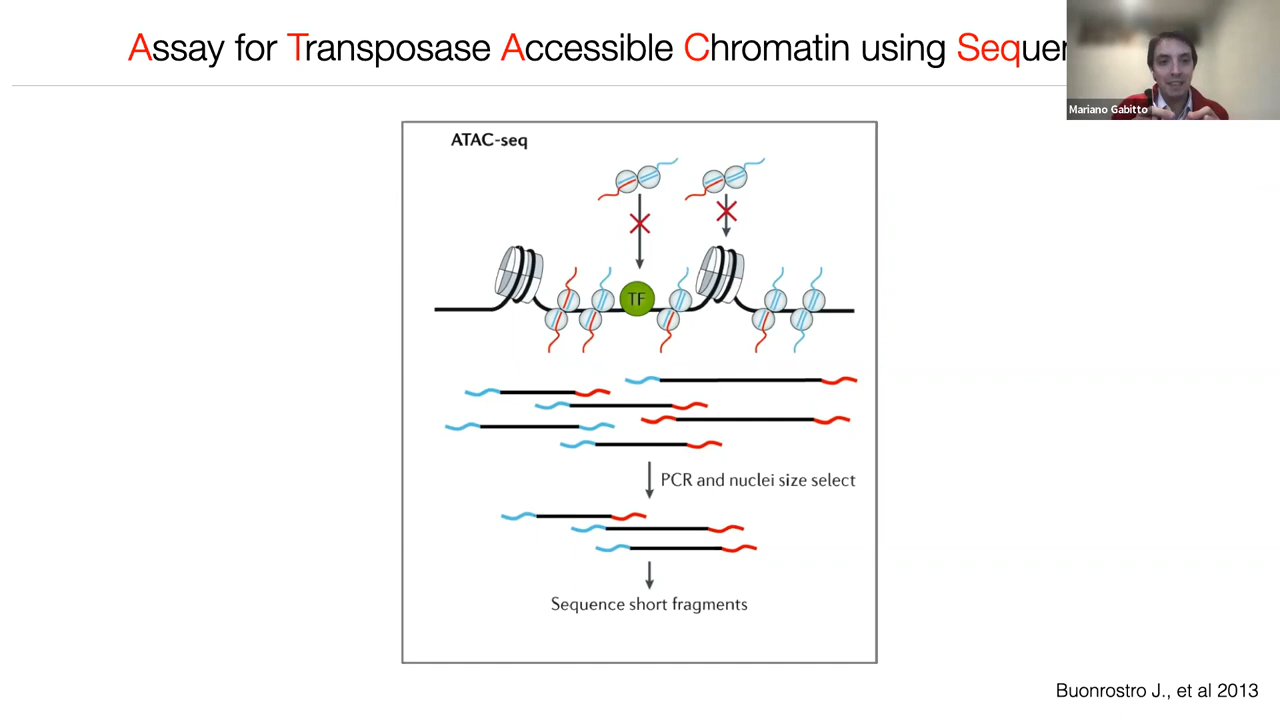 Assay for Transposase Accessible Chromatin using Sequen
Mariano Gabitto
ATAC-seq
TF
PCR and nuclei size select
Sequence short fragments
Buonrostro J., et al 2013